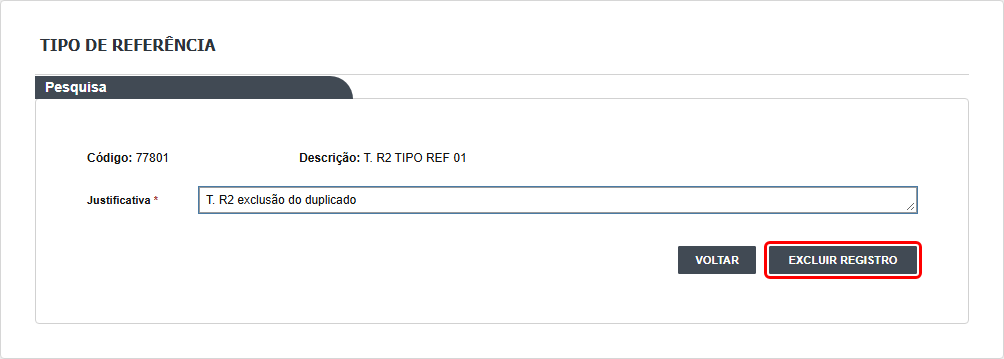 TIPO DE REFERÊNCIA
Pesquisa
Código: 77801 Descrição: T. R2 TIPO REF 01
Justificativa * T. R2 exclusão do duplicado
VOLTAR EXCLUIR REGISTRO